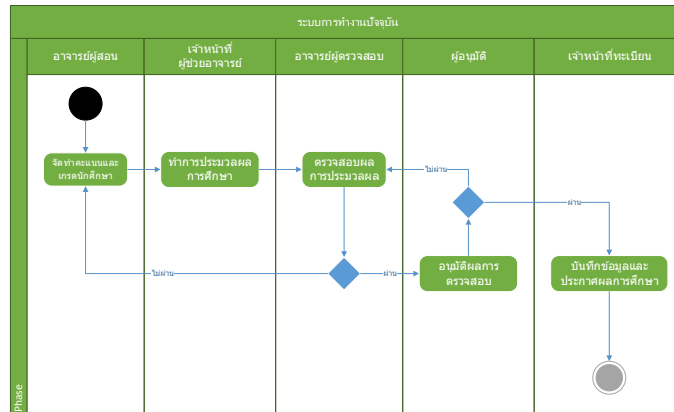 ระบบการทำงานปัจจุบัน
อาจารย์ผู้สอน
เจ้าหน้าที่
ผู้ช่วยอาจารย์
อาจารย์ผู้ตรวจสอบ
ผู้อนุมัติ
เจ้าหน้าที่ทะเบียน
จัดทำคะแนนและ
เกรดนักศึกษา
ทำการประมวลผล
การศึกษา
ตรวจสอบผล
การประมวลผล
ไม่ผ่าน
ผ่าน
ไม่ผ่าน
ผ่าน
อนุมัติผลการ
ตรวจสอบ
บันทึกข้อมูลและ
ประกาศผลการศึกษา
Phase